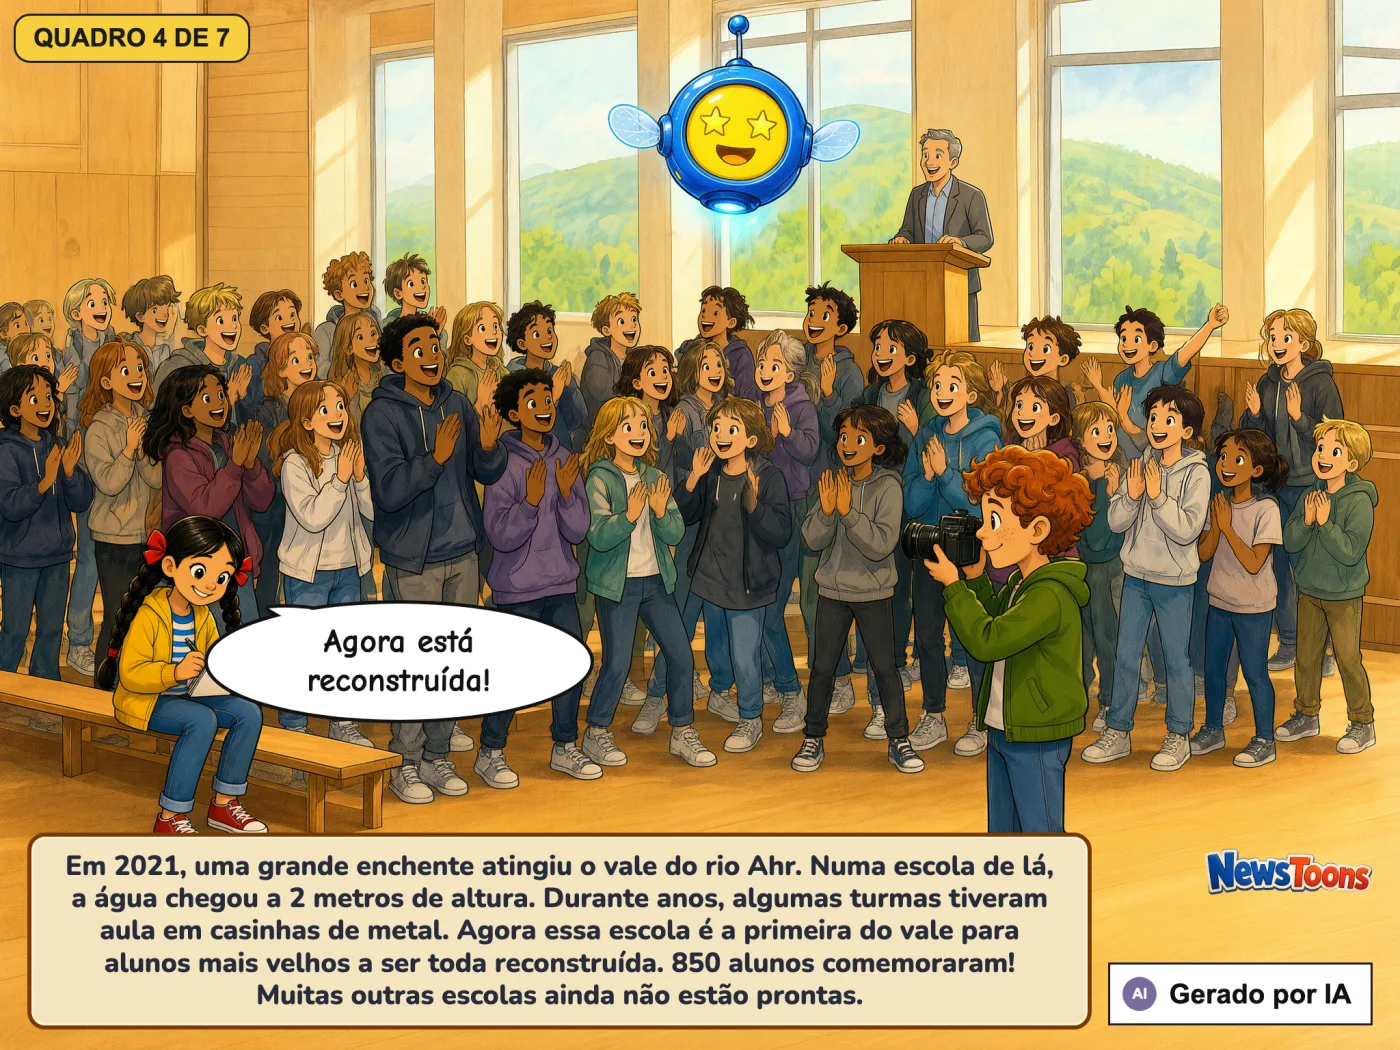 QUADRO 4 DE 7
Agora está
reconstruída!
Em 2021, uma grande enchente atingiu o vale do rio Ahr. Numa escola de lá,
a água chegou a 2 metros de altura. Durante anos, algumas turmas tiveram
aula em casinhas de metal. Agora essa escola é a primeira do vale para
alunos mais velhos a ser toda reconstruída. 850 alunos comemoraram!
Muitas outras escolas ainda não estão prontas.
NewsToons
AI Gerado por IA